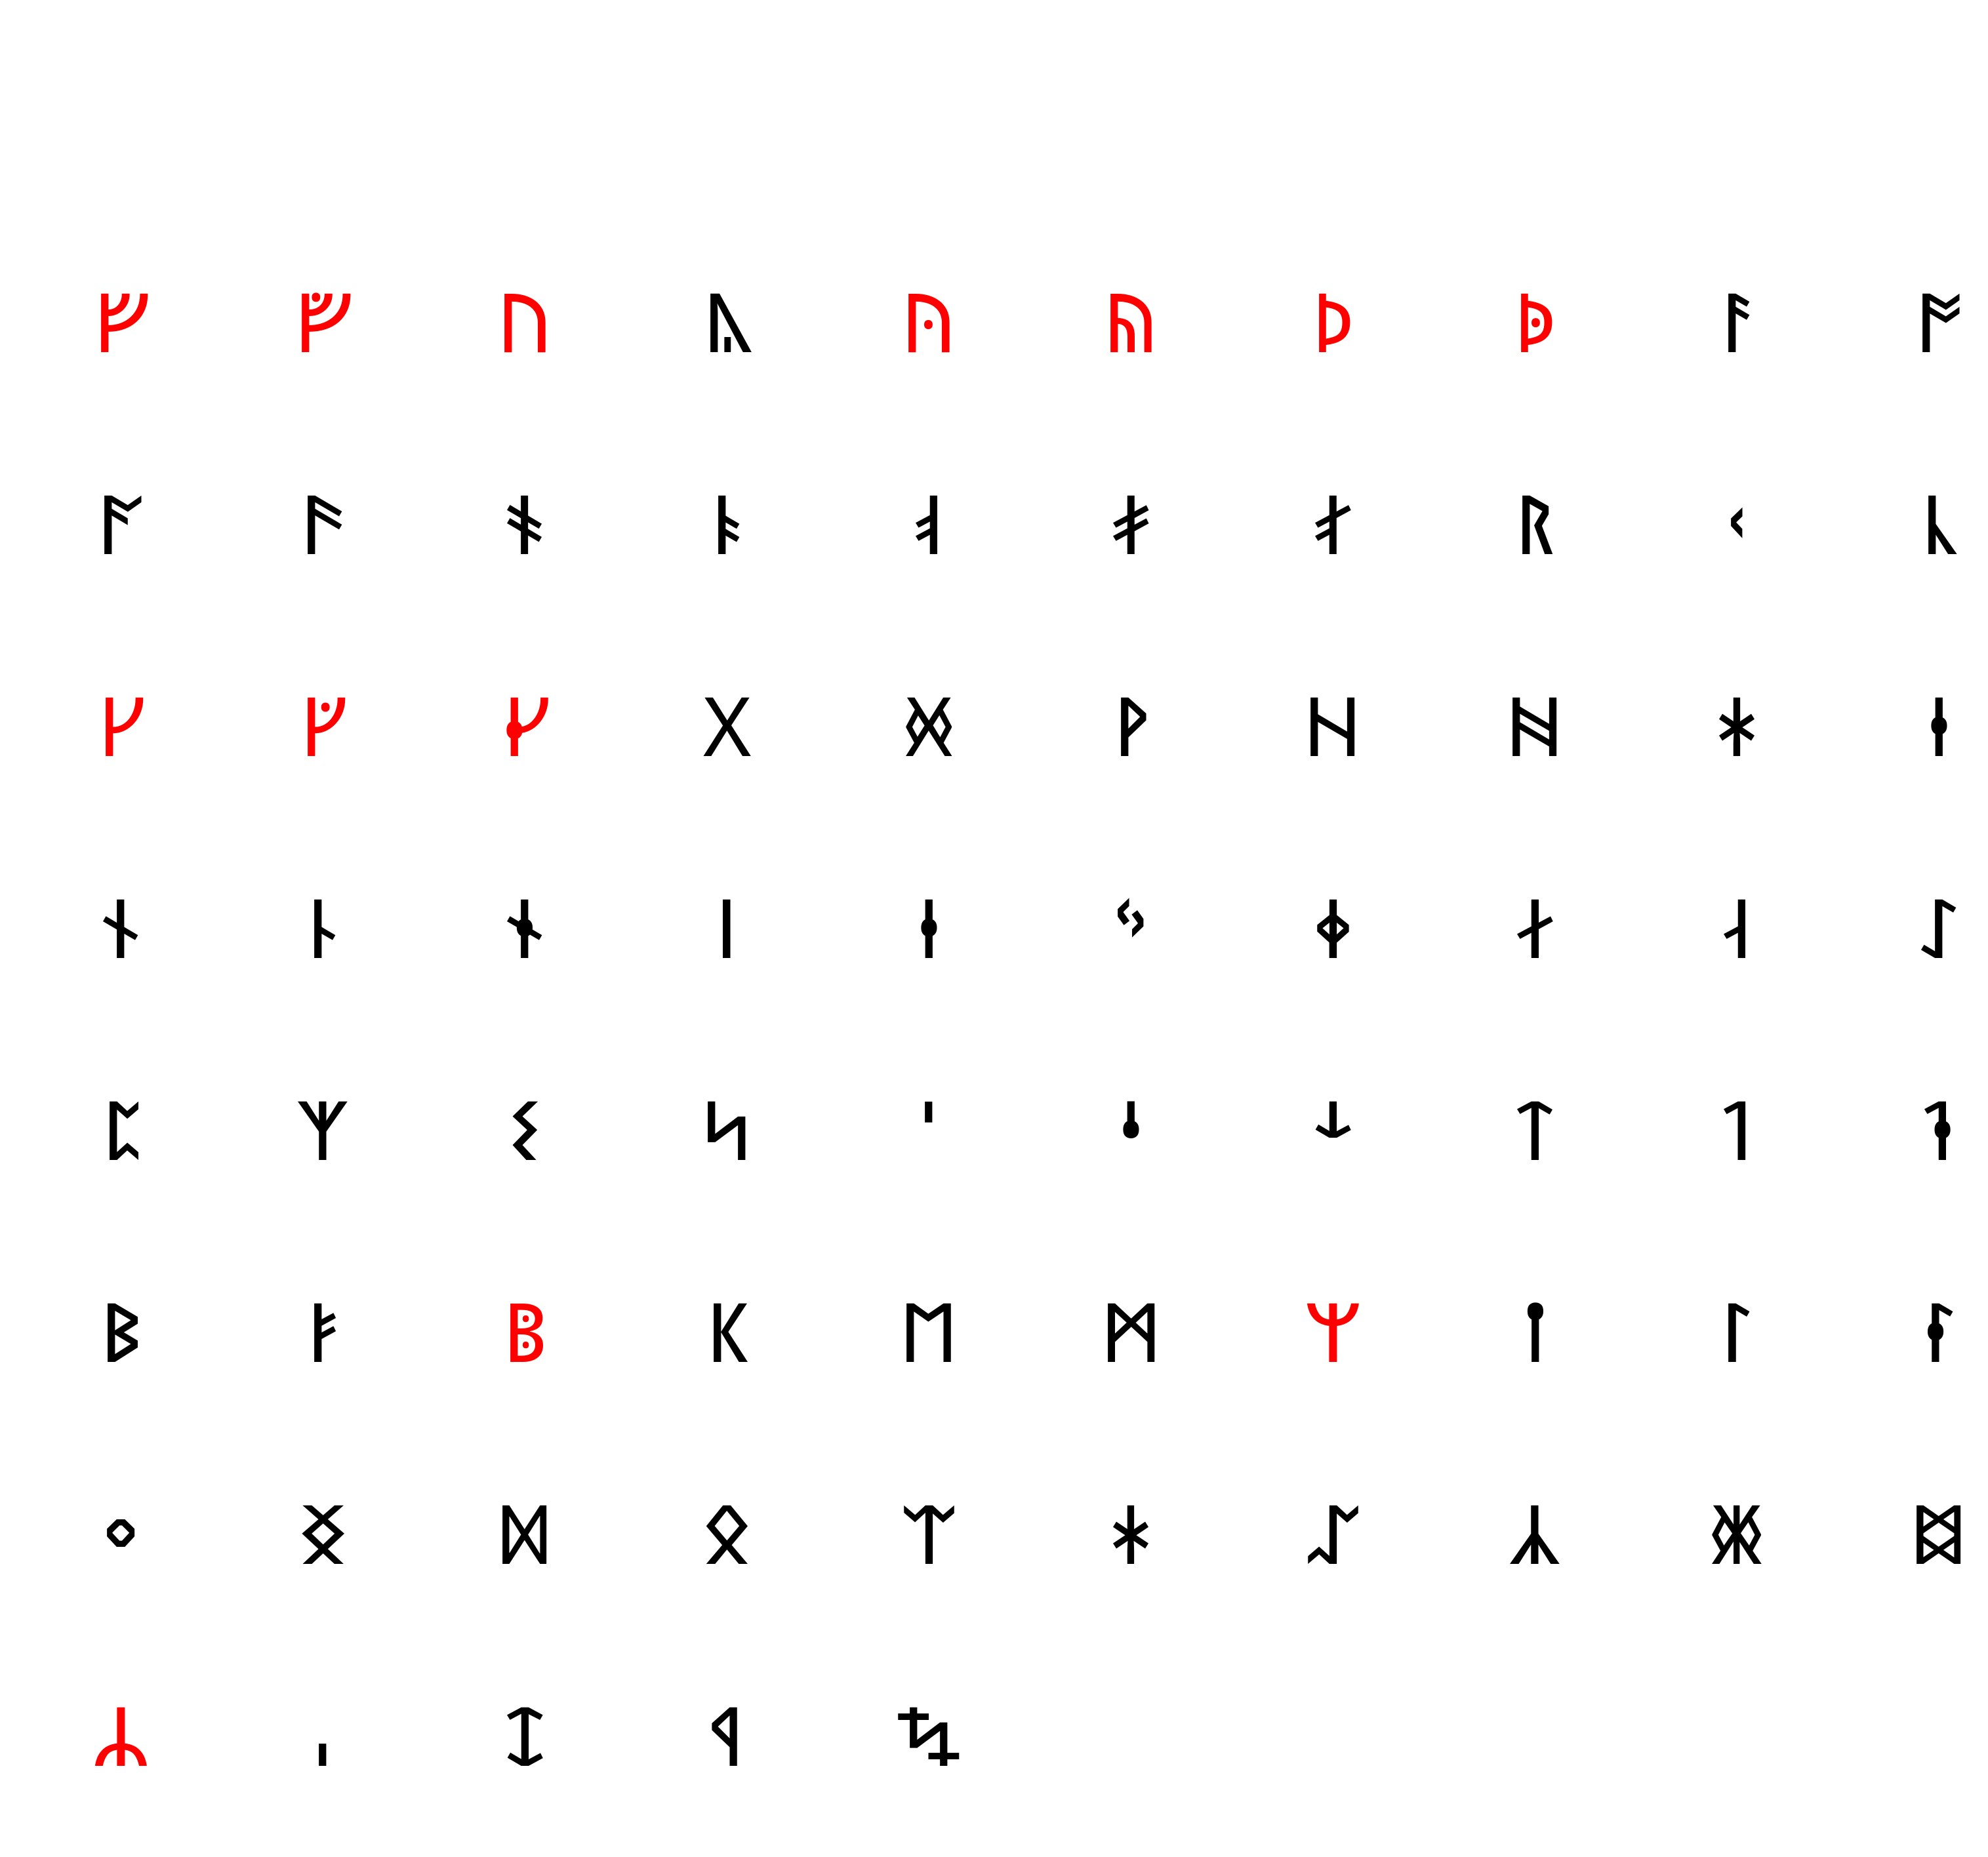 ᚠ ᚡ ᚢ ᚣ ᚤ ᚥ ᚦ ᚧ ᚨ ᚩ
ᚪ ᚫ ᚬ ᚭ ᚮ ᚯ ᚰ ᚱ ᚲ ᚳ
ᚴ ᚵ ᚶ ᚷ ᚸ ᚹ ᚺ ᚻ ᚼ ᚽ
ᚾ ᚿ ᛀ ᛁ ᛂ ᛃ ᛄ ᛅ ᛆ ᛇ
ᛈ ᛉ ᛊ ᛋ ᛌ ᛍ ᛎ ᛏ ᛐ ᛑ
ᛒ ᛓ ᛔ ᛕ ᛖ ᛗ ᛘ ᛙ ᛚ ᛛ
ᛜ ᛝ ᛞ ᛟ ᛠ ᛡ ᛢ ᛣ ᛤ ᛥ
ᛦ ᛧ ᛨ ᛩ ᛪ